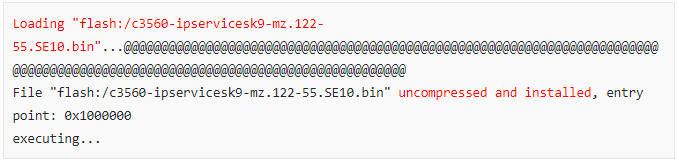 Loading "flash:/c3560-ipservicesk9-mz.122-
55.SE10.bin"...@@@@@@@@@@@@@@@@@@@@@@@@@@@@@@@@@@@@@@@@@@@@@@@@@@@@@@@@@@@@@@@@@@@@@@@@
@@@@@@@@@@@@@@@@@@@@@@@@@@@@@@@@@@@@@@@@@@@@@@@@@@@@@
File "flash:/c3560-ipservicesk9-mz.122-55.SE10.bin" uncompressed and installed, entry
point: 0x1000000
executing...